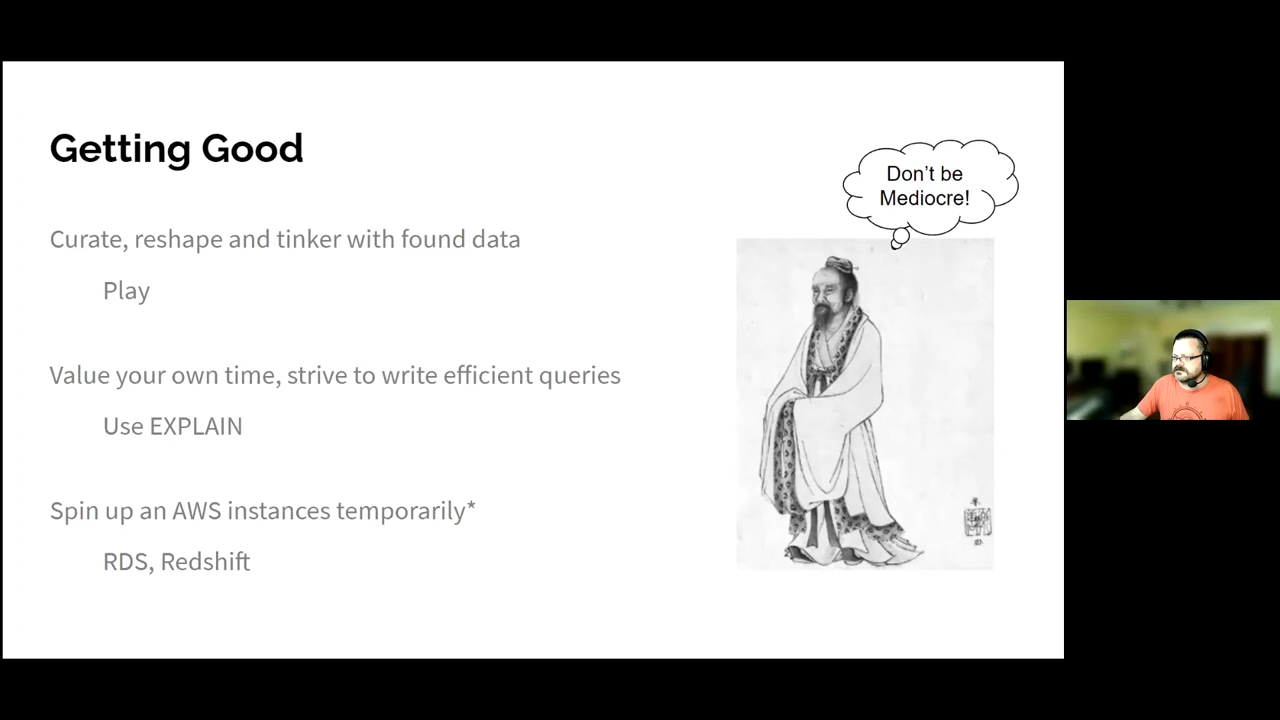 Getting Good
Don't be
Mediocre!
Curate, reshape and tinker with found data
Play
Value your own time, strive to write efficient queries
Use EXPLAIN
Spin up an AWS instances temporarily*
RDS, Redshift